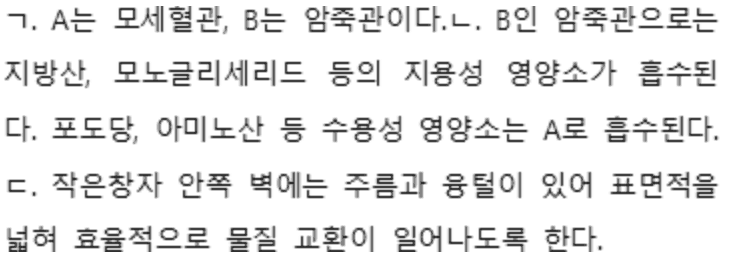 ㄱ. A는 모세혈관, B는 암죽관이다.ㄴ. B인 암죽관으로는
지방산, 모노글리세리드 등의 지용성 영양소가 흡수된
다. 포도당, 아미노산 등 수용성 영양소는 A로 흡수된다.
ㄷ. 작은창자 안쪽 벽에는 주름과 융털이 있어 표면적을
넓혀 효율적으로 물질 교환이 일어나도록 한다.